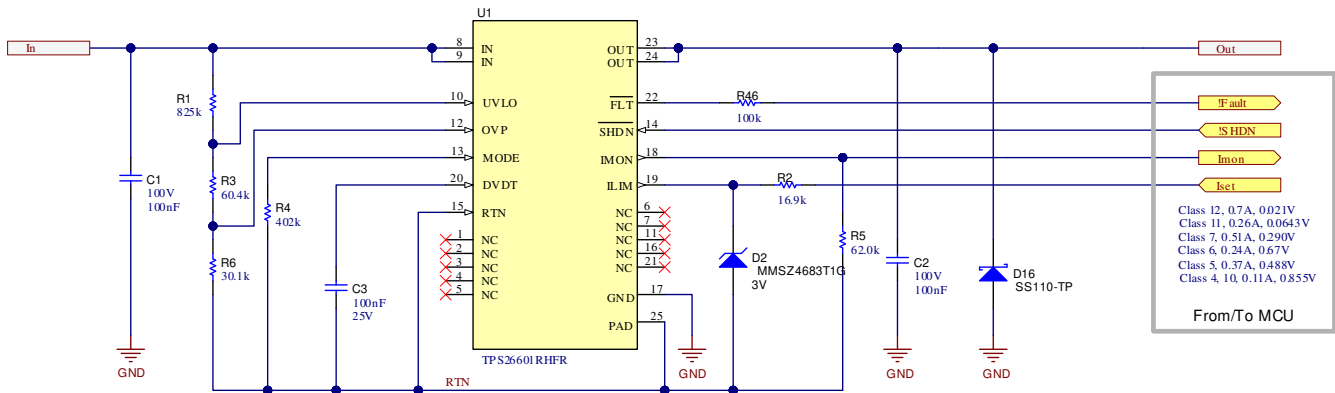 U1
In
8 IN
9 IN
OUT 23
OUT 24
Out
R1
825k
10 UVLO
FLT 22
R46
100k
!Fault
12 OVP
SHDN 14
!SHDN
13 MODE
IMON 18
Imon
C1
100V
100nF
R3
60.4k
20 DVDT
ILIM 19
R2
16.9k
Iset
R4
402k
15 RTN
NC 6
NC 7
NC 11
NC 16
NC 21
1 NC
2 NC
3 NC
4 NC
5 NC
R5
62.0k
Class 12, 0.7A, 0.021V
Class 11, 0.26A, 0.0643V
Class 7, 0.51A, 0.290V
Class 6, 0.24A, 0.67V
Class 5, 0.37A, 0.488V
Class 4, 10, 0.11A, 0.855V
R6
30.1k
D2
MMSZ4683T1G
3V
C2
100V
100nF
D16
SS110-TP
C3
100nF
25V
GND 17
PAD 25
From/To MCU
TPS26601RHFR
GND
GND
GND
GND
RTN